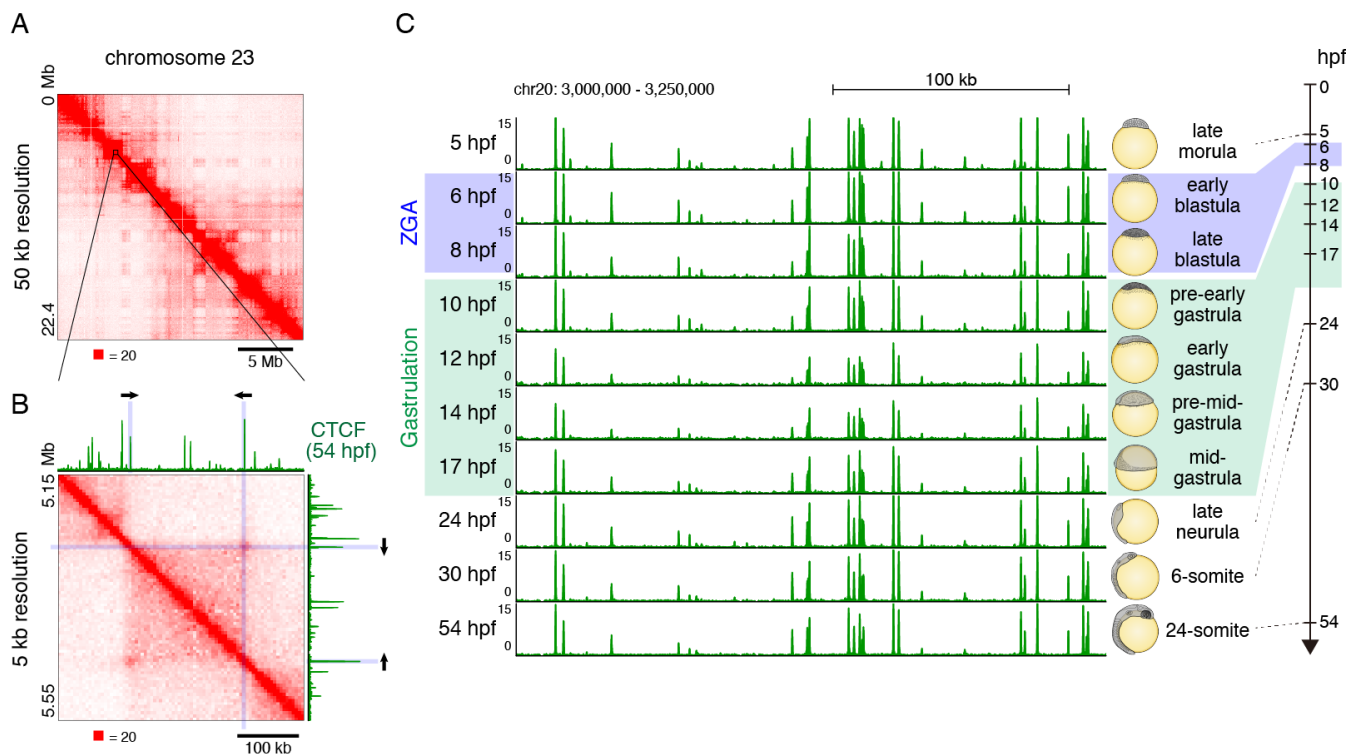 A
chromosome 23
0 Mb
50 kb resolution
22.4
= 20
5 Mb
B
CTCF
(54 hpf)
5.15 Mb
5 kb resolution
5.55
= 20
100 kb
C
hpf
chr20: 3,000,000 - 3,250,000
100 kb
ZGA
Gastrulation
5 hpf
15
0
late
morula
6 hpf
15
0
early
blastula
8 hpf
15
0
late
blastula
10 hpf
15
0
pre-early
gastrula
12 hpf
15
0
early
gastrula
14 hpf
15
0
pre-mid-
gastrula
17 hpf
15
0
mid-
gastrula
24 hpf
15
0
late
neurula
30 hpf
15
0
6-somite
54 hpf
15
0
24-somite
0
5
6
8
10
12
14
17
24
30
54